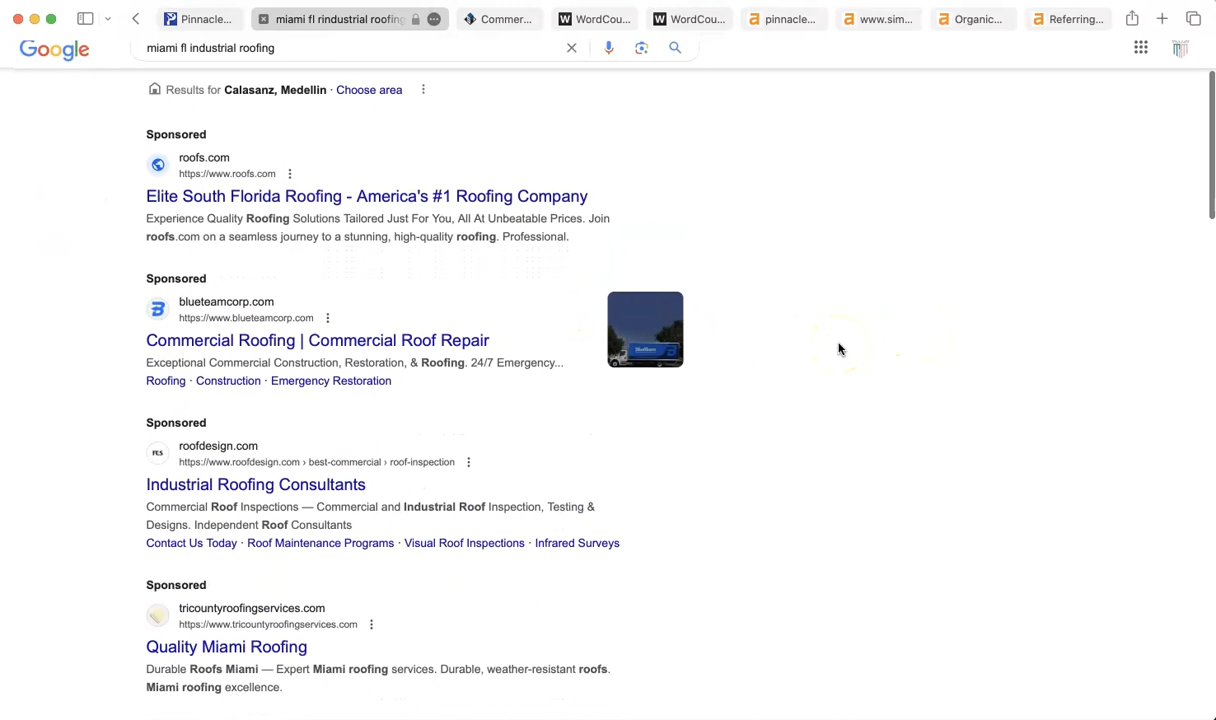 Pinnacle...
miami fl rindustrial roofing
Commer...
WordCou...
WordCou...
pinnacle...
www.sim...
Organic...
Referring...
Google
miami fl industrial roofing
Results for Calasanz, Medellin · Choose area
Sponsored
roofs.com
https://www.roofs.com
Elite South Florida Roofing - America's #1 Roofing Company
Experience Quality Roofing Solutions Tailored Just For You, All At Unbeatable Prices. Join
roofs.com on a seamless journey to a stunning, high-quality roofing. Professional.
Sponsored
blueteamcorp.com
https://www.blueteamcorp.com
Commercial Roofing | Commercial Roof Repair
Exceptional Commercial Construction, Restoration, & Roofing. 24/7 Emergency...
Roofing · Construction · Emergency Restoration
Sponsored
roofdesign.com
https://www.roofdesign.com › best-commercial › roof-inspection
Industrial Roofing Consultants
Commercial Roof Inspections — Commercial and Industrial Roof Inspection, Testing &
Designs. Independent Roof Consultants
Contact Us Today · Roof Maintenance Programs · Visual Roof Inspections · Infrared Surveys
Sponsored
tricountyroofingservices.com
https://www.tricountyroofingservices.com
Quality Miami Roofing
Durable Roofs Miami — Expert Miami roofing services. Durable, weather-resistant roofs.
Miami roofing excellence.